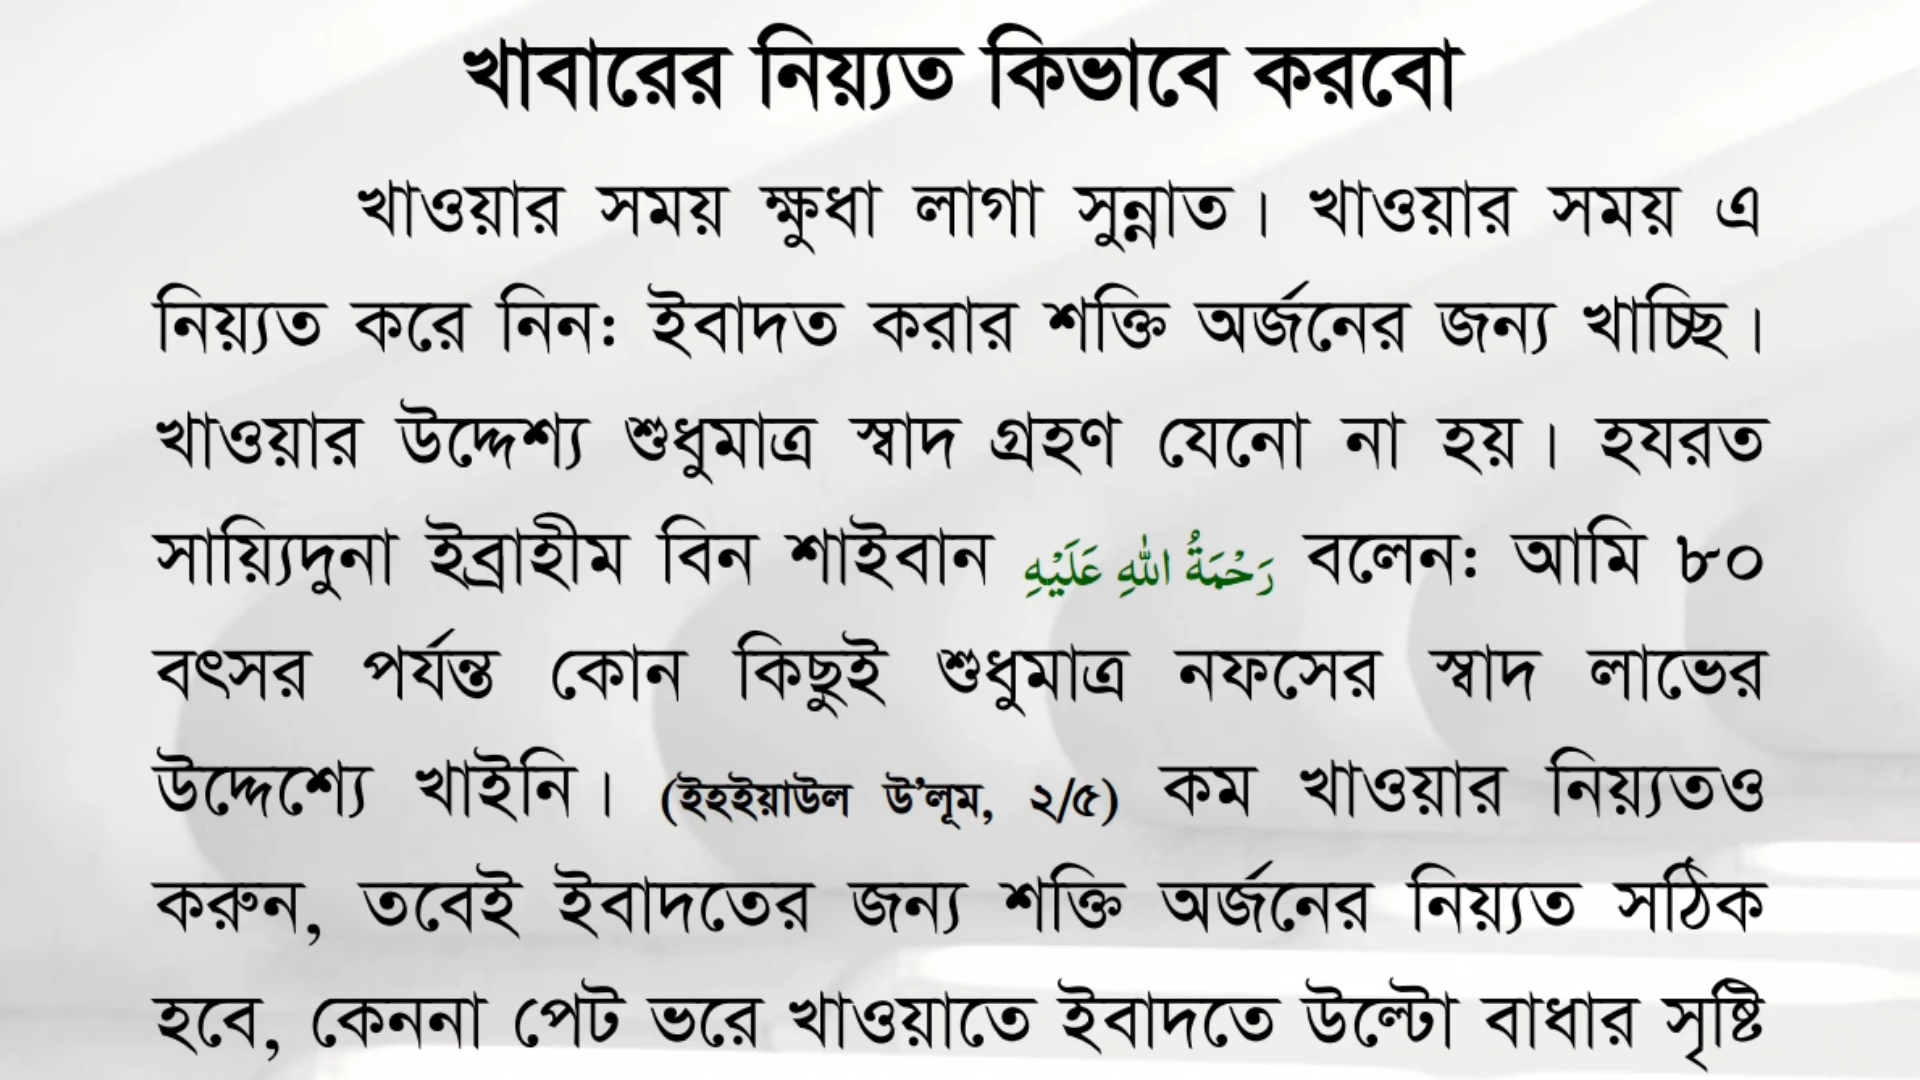 খাবারের নিয়্যত কিভাবে করবো
খাওয়ার সময় ক্ষুধা লাগা সুন্নাত। খাওয়ার সময় এ
নিয়্যত করে নিন: ইবাদত করার শক্তি অর্জনের জন্য খাচ্ছি।
খাওয়ার উদ্দেশ্য শুধুমাত্র স্বাদ গ্রহণ যেনো না হয়। হযরত
সায়্যিদুনা ইব্রাহীম বিন শাইবান رَحْمَةُ اللهِ عَلَيْهِ বলেন: আমি ৮০
বৎসর পর্যন্ত কোন কিছুই শুধুমাত্র নফসের স্বাদ লাভের
উদ্দেশ্যে খাইনি। (ইহইয়াউল উ'লূম, ২/৫) কম খাওয়ার নিয়্যতও
করুন, তবেই ইবাদতের জন্য শক্তি অর্জনের নিয়্যত সঠিক
হবে, কেননা পেট ভরে খাওয়াতে ইবাদতে উল্টো বাধার সৃষ্টি